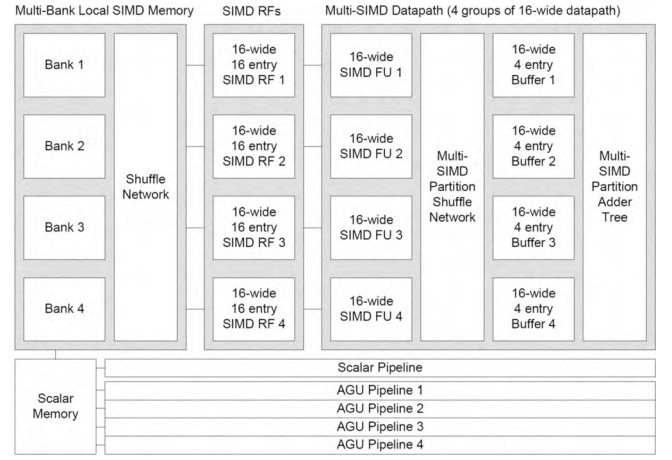 Multi-Bank Local SIMD Memory
SIMD RFs
Multi-SIMD Datapath (4 groups of 16-wide datapath)
Bank 1
Bank 2
Bank 3
Bank 4
Shuffle
Network
16-wide
16 entry
SIMD RF 1
16-wide
16 entry
SIMD RF 2
16-wide
16 entry
SIMD RF 3
16-wide
16 entry
SIMD RF 4
16-wide
SIMD FU 1
16-wide
SIMD FU 2
16-wide
SIMD FU 3
16-wide
SIMD FU 4
Multi-
SIMD
Partition
Shuffle
Network
16-wide
4 entry
Buffer 1
16-wide
4 entry
Buffer 2
16-wide
4 entry
Buffer 3
16-wide
4 entry
Buffer 4
Multi-
SIMD
Partition
Adder
Tree
Scalar
Memory
Scalar Pipeline
AGU Pipeline 1
AGU Pipeline 2
AGU Pipeline 3
AGU Pipeline 4